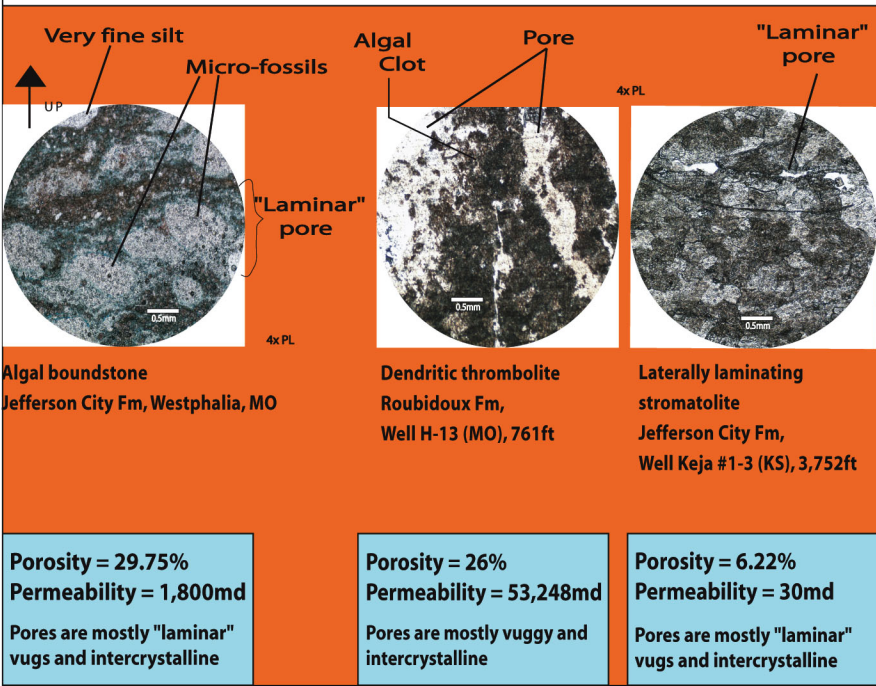 Very fine silt
Micro-fossils
UP
"Laminar"
pore
0.5mm
4x PL
Algal
Clot
Pore
4x PL
0.5mm
"Laminar"
pore
0.5mm
Algal boundstone
Jefferson City Fm, Westphalia, MO
Dendritic thrombolite
Roubidoux Fm,
Well H-13 (MO), 761ft
Laterally laminating
stromatolite
Jefferson City Fm,
Well Keja #1-3 (KS), 3,752ft
Porosity = 29.75%
Permeability = 1,800md
Pores are mostly "laminar"
vugs and intercrystalline
Porosity = 26%
Permeability = 53,248md
Pores are mostly vuggy and
intercrystalline
Porosity = 6.22%
Permeability = 30md
Pores are mostly "laminar"
vugs and intercrystalline